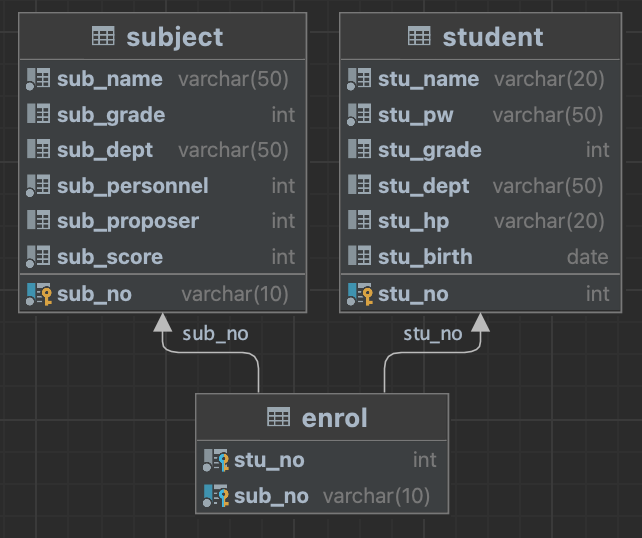 subject
sub_name varchar(50)
sub_grade int
sub_dept varchar(50)
sub_personnel int
sub_proposer int
sub_score int
sub_no varchar(10)
student
stu_name varchar(20)
stu_pw varchar(50)
stu_grade int
stu_dept varchar(50)
stu_hp varchar(20)
stu_birth date
stu_no int
sub_no
stu_no
enrol
stu_no int
sub_no varchar(10)